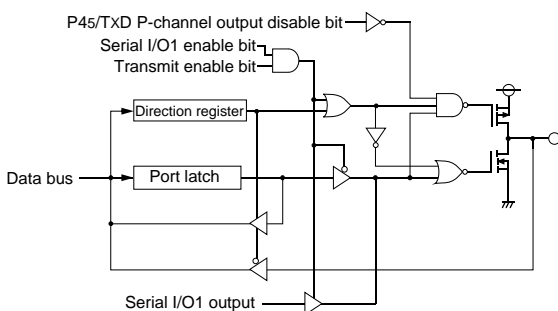 P45/TXD P-channel output disable bit
Serial I/O1 enable bit
Transmit enable bit
Direction register
Data bus
Port latch
Serial I/O1 output